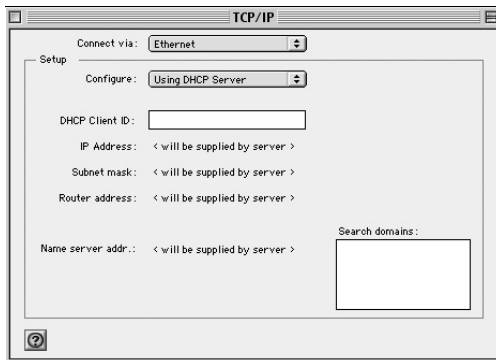 TCP/IP
Connect via: Ethernet
Setup
Configure: Using DHCP Server
DHCP Client ID:
IP Address: < will be supplied by server >
Subnet mask: < will be supplied by server >
Router address: < will be supplied by server >
Search domains:
Name server addr.: < will be supplied by server >
?